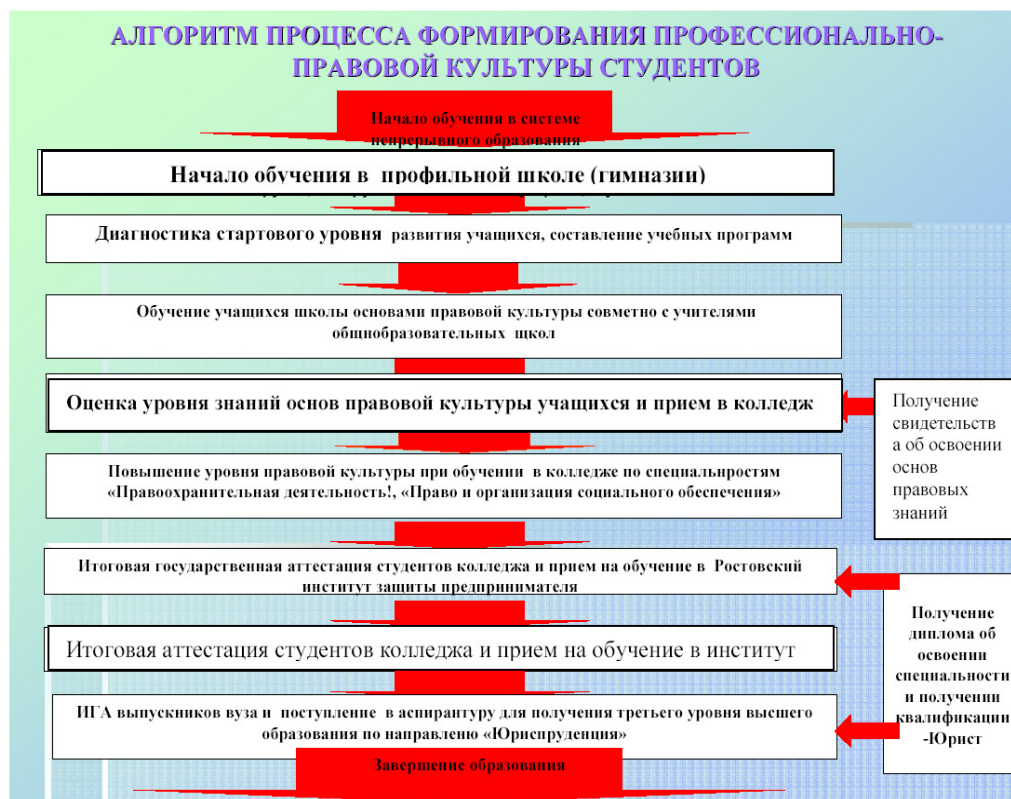 АЛГОРИТМ ПРОЦЕССА ФОРМИРОВАНИЯ ПРОФЕССИОНАЛЬНО-
ПРАВОВОЙ КУЛЬТУРЫ СТУДЕНТОВ
Начало обучения в системе
непрерывного образования
Начало обучения в профильной школе (гимназии)
Диагностика стартового уровня развития учащихся, составление учебных программ
Обучение учащихся школы основами правовой культуры совметно с учителями
общнобразовательных щкол
Оценка уровня знаний основ правовой культуры учащихся и прием в колледж
Получение
свидетельств
а об освоении
основ
правовых
знаний
Повышение уровня правовой культуры при обучении в колледже по специальнростям
«Правоохранительная деятельность!, «Право и организация социального обеспечения»
Итоговая государственная аттестация студентов колледжа и прием на обучение в Ростовский
институт защиты предпринимателя
Итоговая аттестация студентов колледжа и прием на обучение в институт
Получение
диплома об
освоении
специальности
и получении
квалификации
-Юрист
ИГА выпускников вуза и поступление в аспирантуру для получения третьего уровня высшего
образования по направлению «Юриспруденция»
Завершение образования